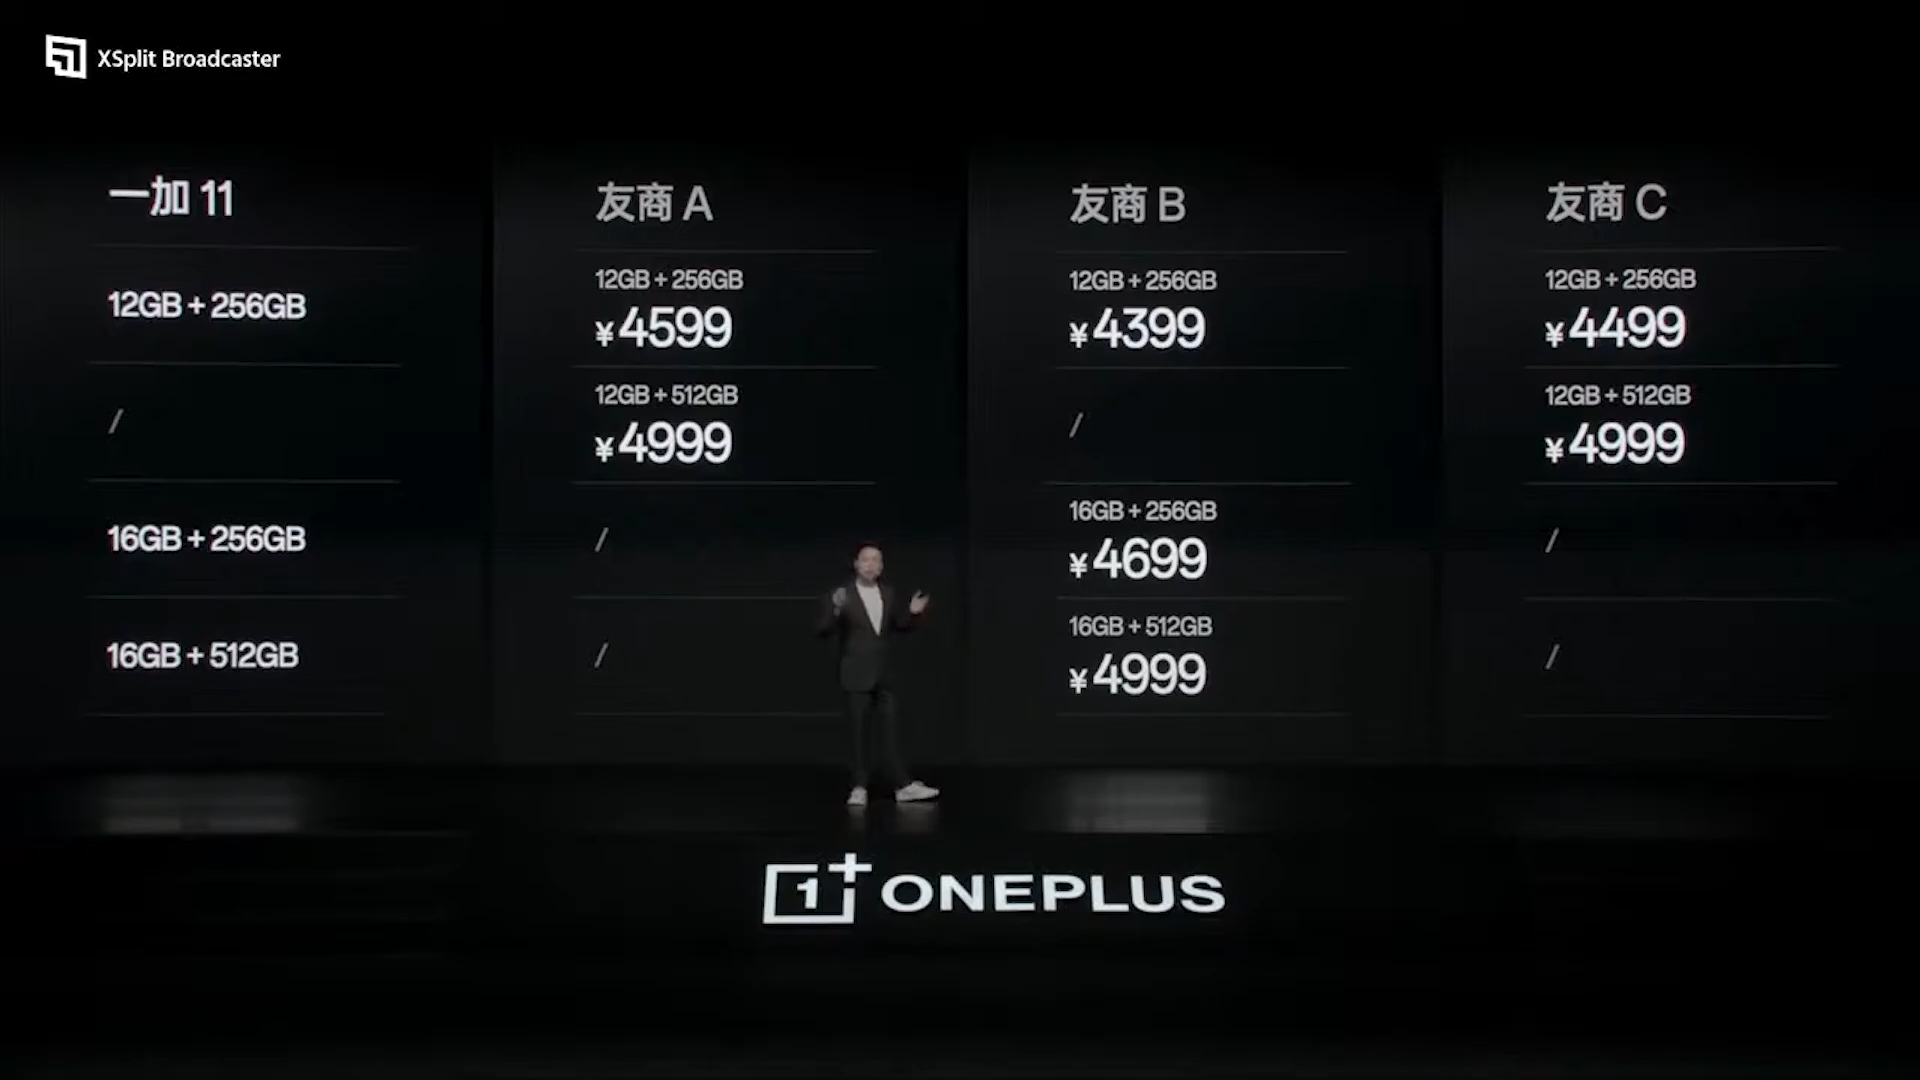 XSplit Broadcaster
一加 11
12GB + 256GB
/
16GB + 256GB
16GB + 512GB
友商 A
12GB + 256GB
¥4599
12GB + 512GB
¥4999
/
/
友商 B
12GB + 256GB
¥4399
/
16GB + 256GB
¥4699
16GB + 512GB
¥4999
友商 C
12GB + 256GB
¥4499
12GB + 512GB
¥4999
/
/
1+ ONEPLUS